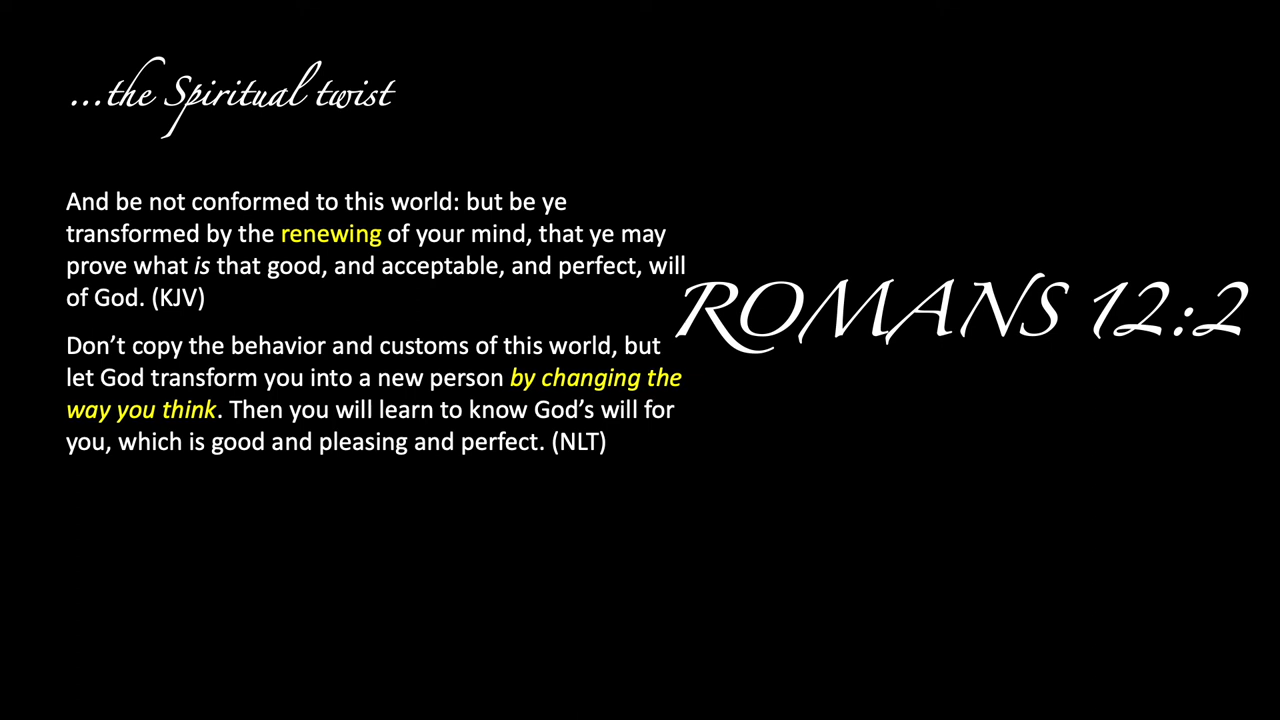 ...the Spiritual twist
And be not conformed to this world: but be ye
transformed by the renewing of your mind, that ye may
prove what is that good, and acceptable, and perfect, will
of God. (KJV)
Don’t copy the behavior and customs of this world, but
let God transform you into a new person by changing the
way you think. Then you will learn to know God’s will for
you, which is good and pleasing and perfect. (NLT)
ROMANS 12:2